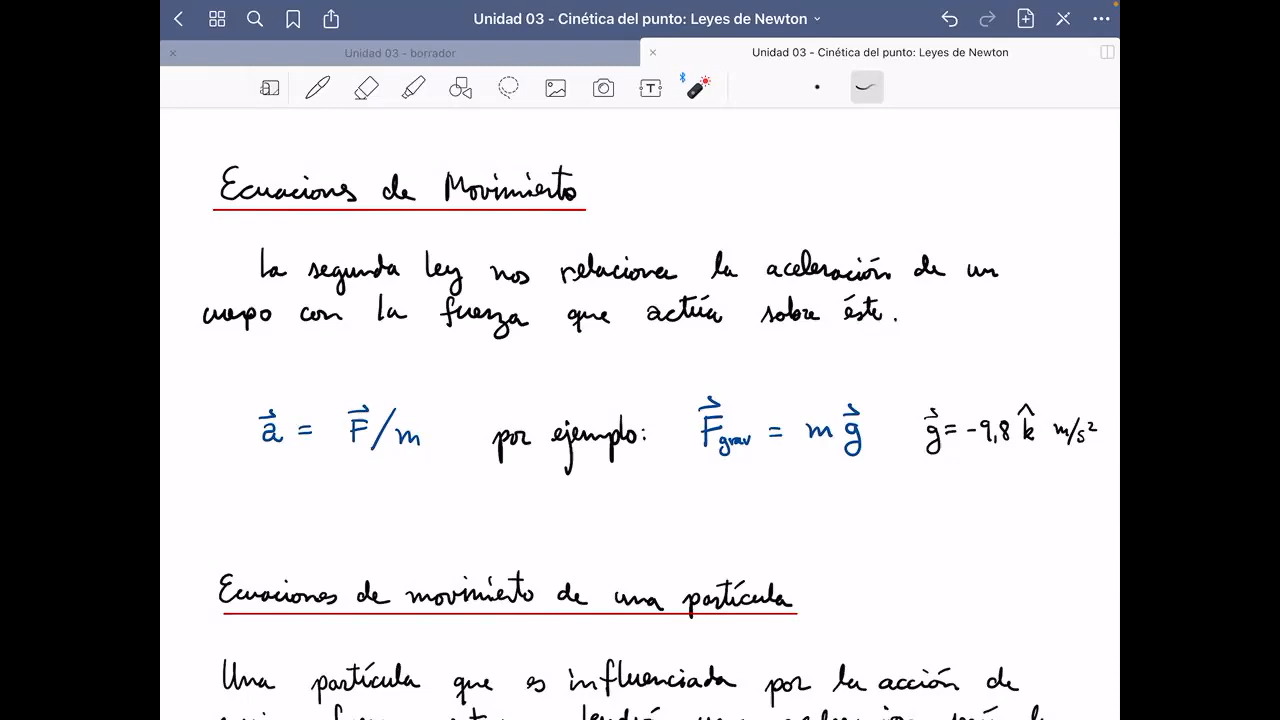 Unidad 03 - Cinética del punto: Leyes de Newton
Unidad 03 - borrador
Unidad 03 - Cinética del punto: Leyes de Newton
Ecuaciones de Movimiento
La segunda ley nos relaciona la aceleración de un
cuerpo con la fuerza que actúa sobre éste.
a⃗ = F⃗/m por ejemplo: F⃗grav = m g⃗ g⃗ = -9,8 k̂ m/s²
Ecuaciones de movimiento de una partícula
Una partícula que es influenciada por la acción de